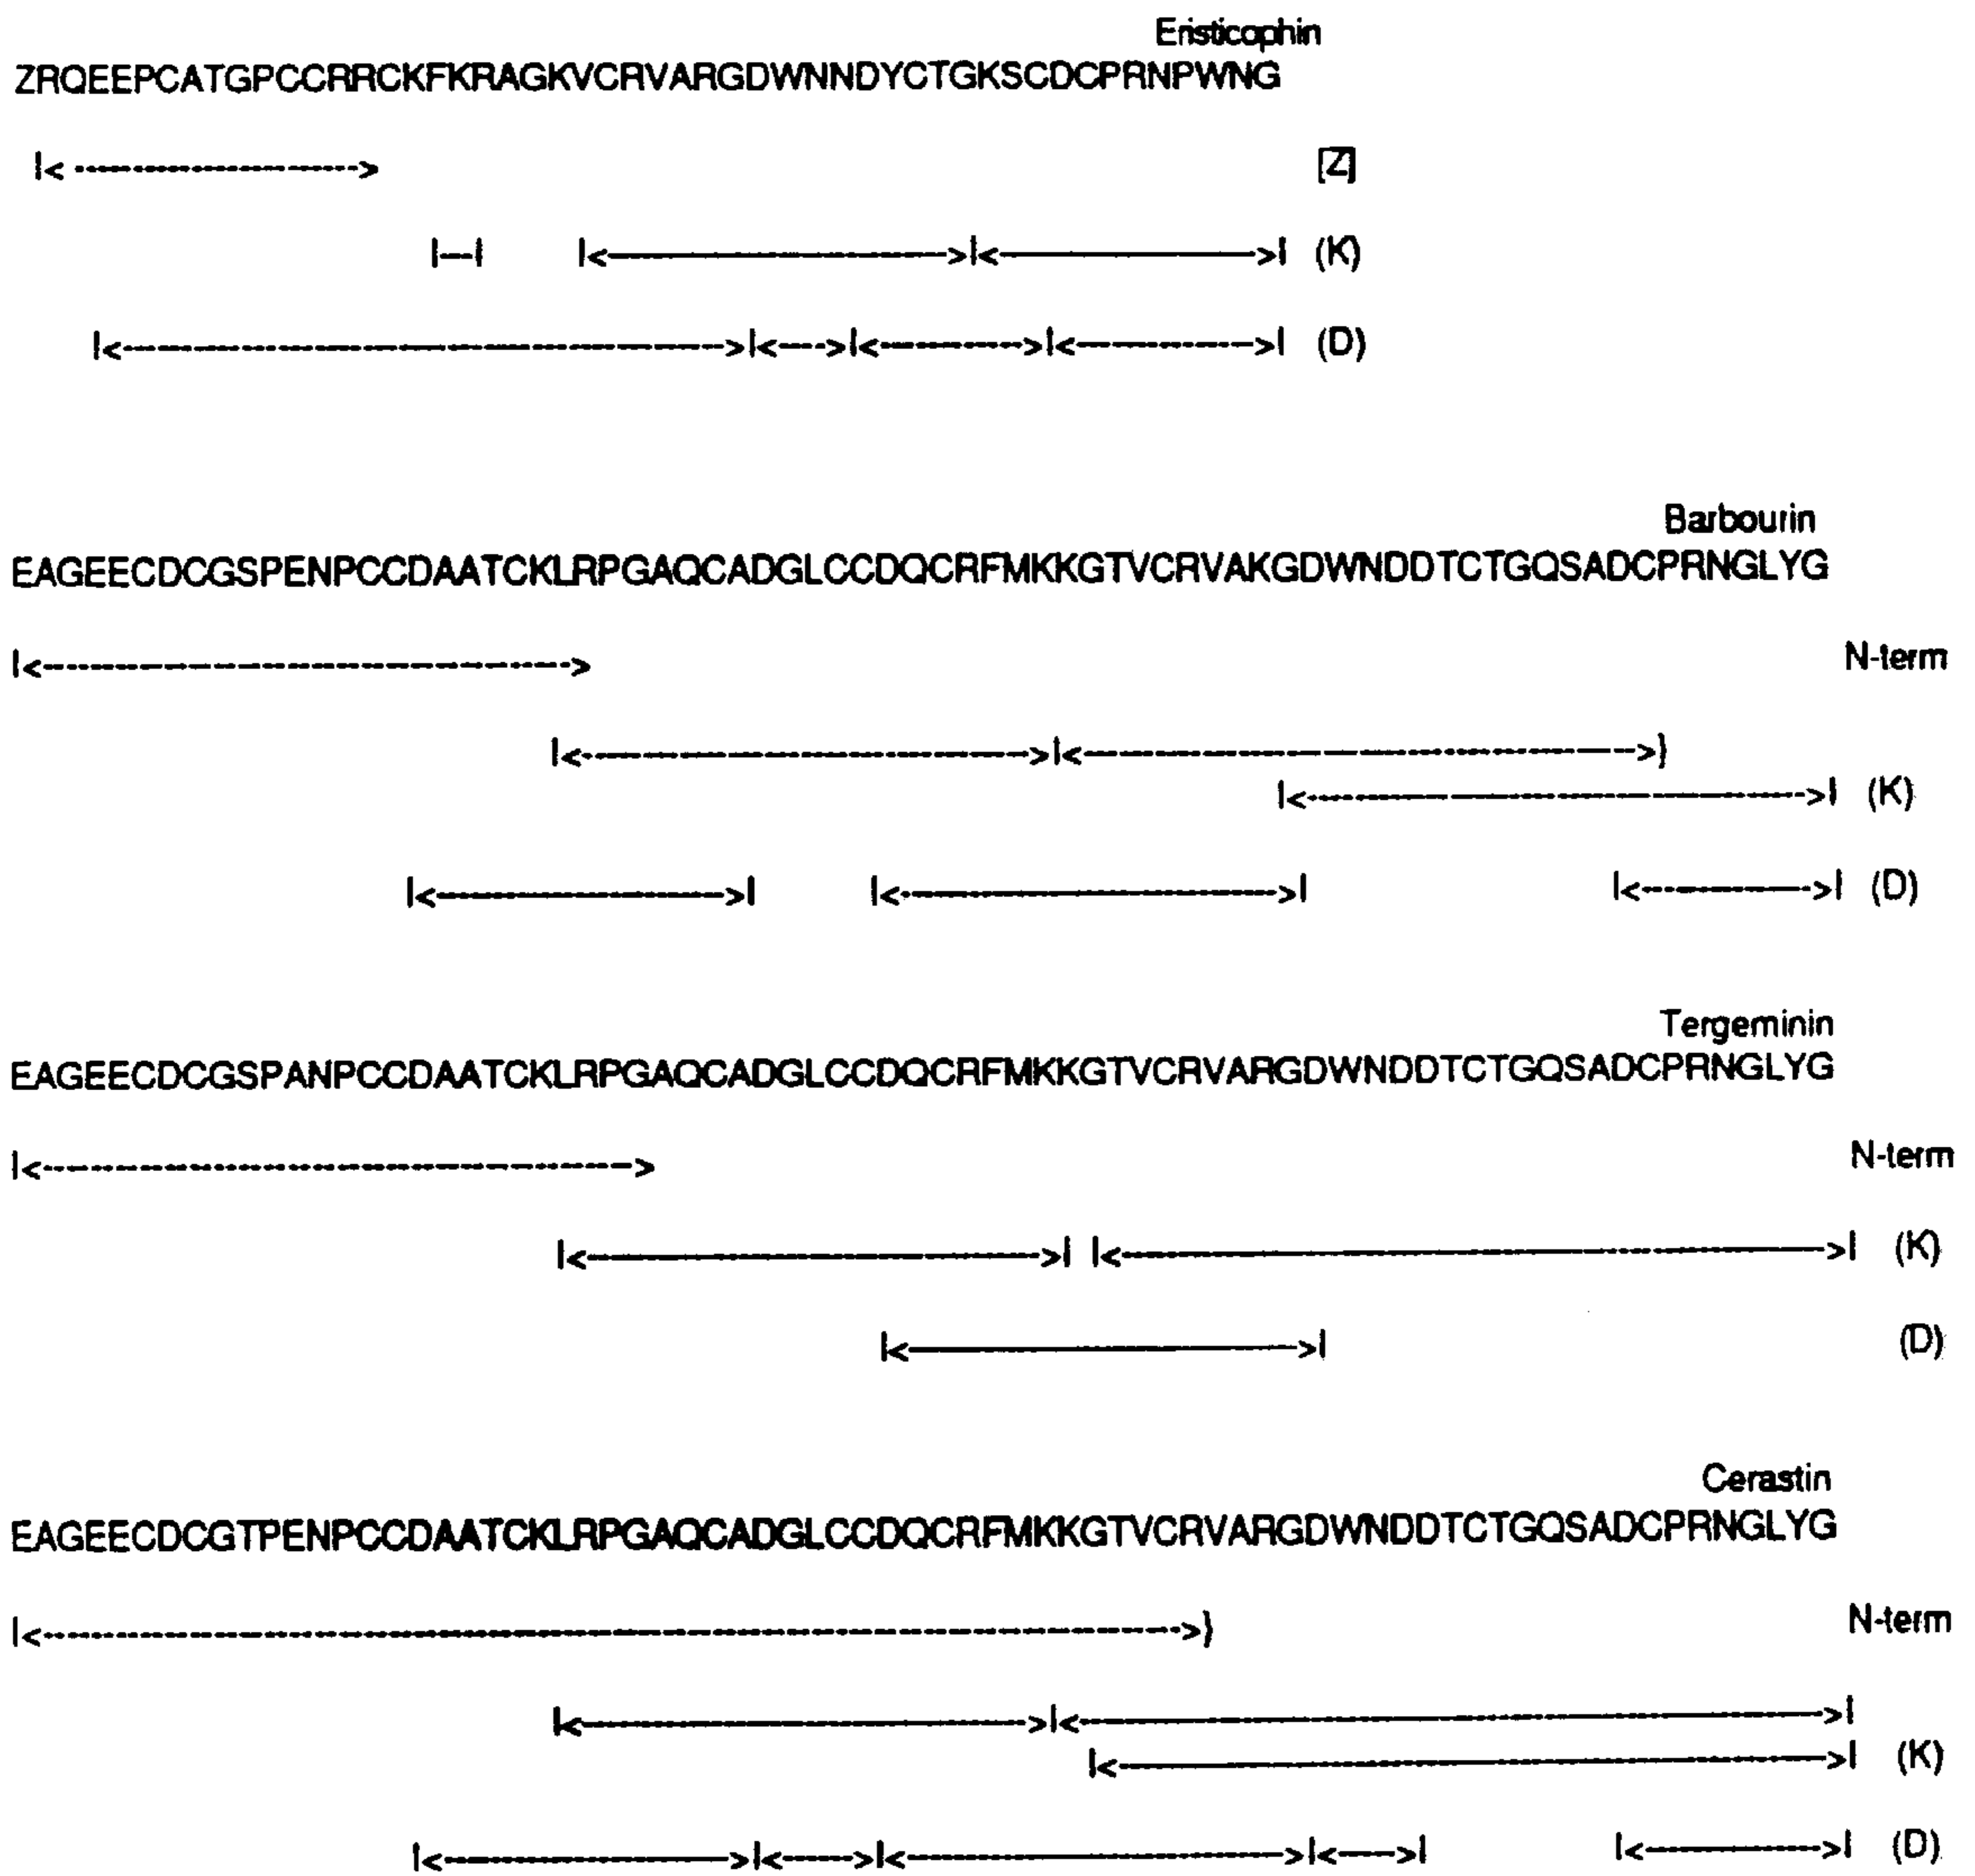 Eristicophin
ZRQEEPCATGPCCRRCKFKRAGKVCRVARGDWNNDYCTGKSCDCPRNPWNG
[Z]
(K)
(D)
Barbourin
EAGEECDCGSPENPCCDAATCKLRPGAQCADGLCCDQCRFMKKGTVCRVAKGDWNDDTCTGQSADCPRNGLYG
N-term
(K)
(D)
Tergeminin
EAGEECDCGSPANPCCDAATCKLRPGAQCADGLCCDQCRFMKKGTVCRVARGDWNDDTCTGQSADCPRNGLYG
N-term
(K)
(D)
Cerastin
EAGEECDCGTPENPCCDAATCKLRPGAQCADGLCCDQCRFMKKGTVCRVARGDWNDDTCTGQSADCPRNGLYG
N-term
(K)
(D)